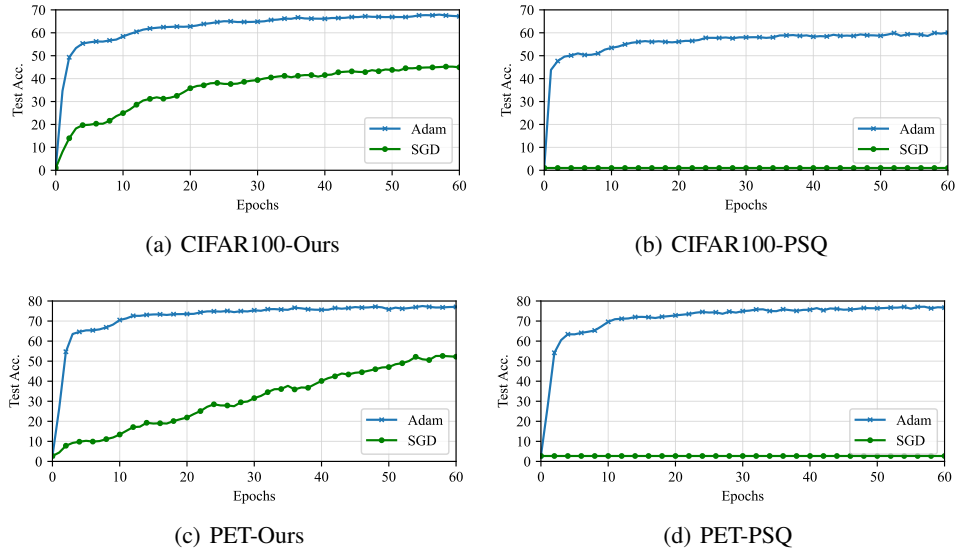 70
60
50
40
30
20
10
0
Test Acc.
Adam
SGD
0 10 20 30 40 50 60
Epochs
(a) CIFAR100-Ours
70
60
50
40
30
20
10
0
Test Acc.
Adam
SGD
0 10 20 30 40 50 60
Epochs
(b) CIFAR100-PSQ
80
70
60
50
40
30
20
10
0
Test Acc.
Adam
SGD
0 10 20 30 40 50 60
Epochs
(c) PET-Ours
80
70
60
50
40
30
20
10
0
Test Acc.
Adam
SGD
0 10 20 30 40 50 60
Epochs
(d) PET-PSQ